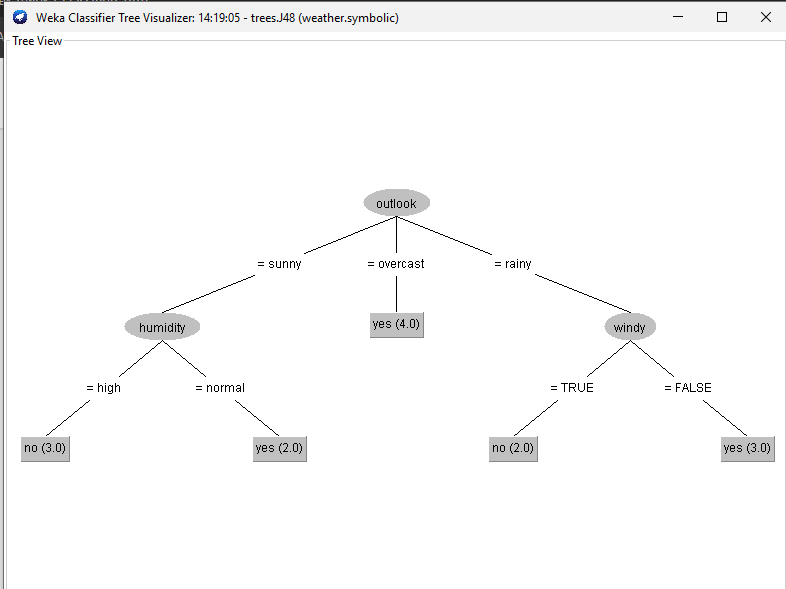 Weka Classifier Tree Visualizer: 14:19:05 - trees.J48 (weather.symbolic)
Tree View
outlook
= sunny
= overcast
= rainy
humidity
yes (4.0)
windy
= high
= normal
= TRUE
= FALSE
no (3.0)
yes (2.0)
no (2.0)
yes (3.0)